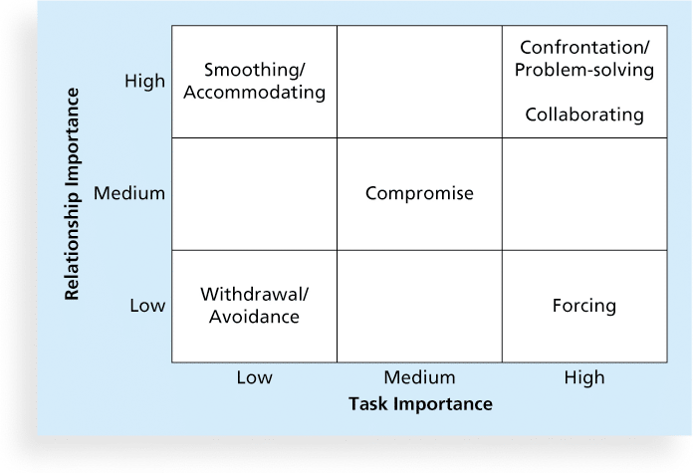 Relationship Importance
High
Smoothing/
Accommodating
Confrontation/
Problem-solving
Collaborating
Medium
Compromise
Low
Withdrawal/
Avoidance
Forcing
Low
Medium
High
Task Importance